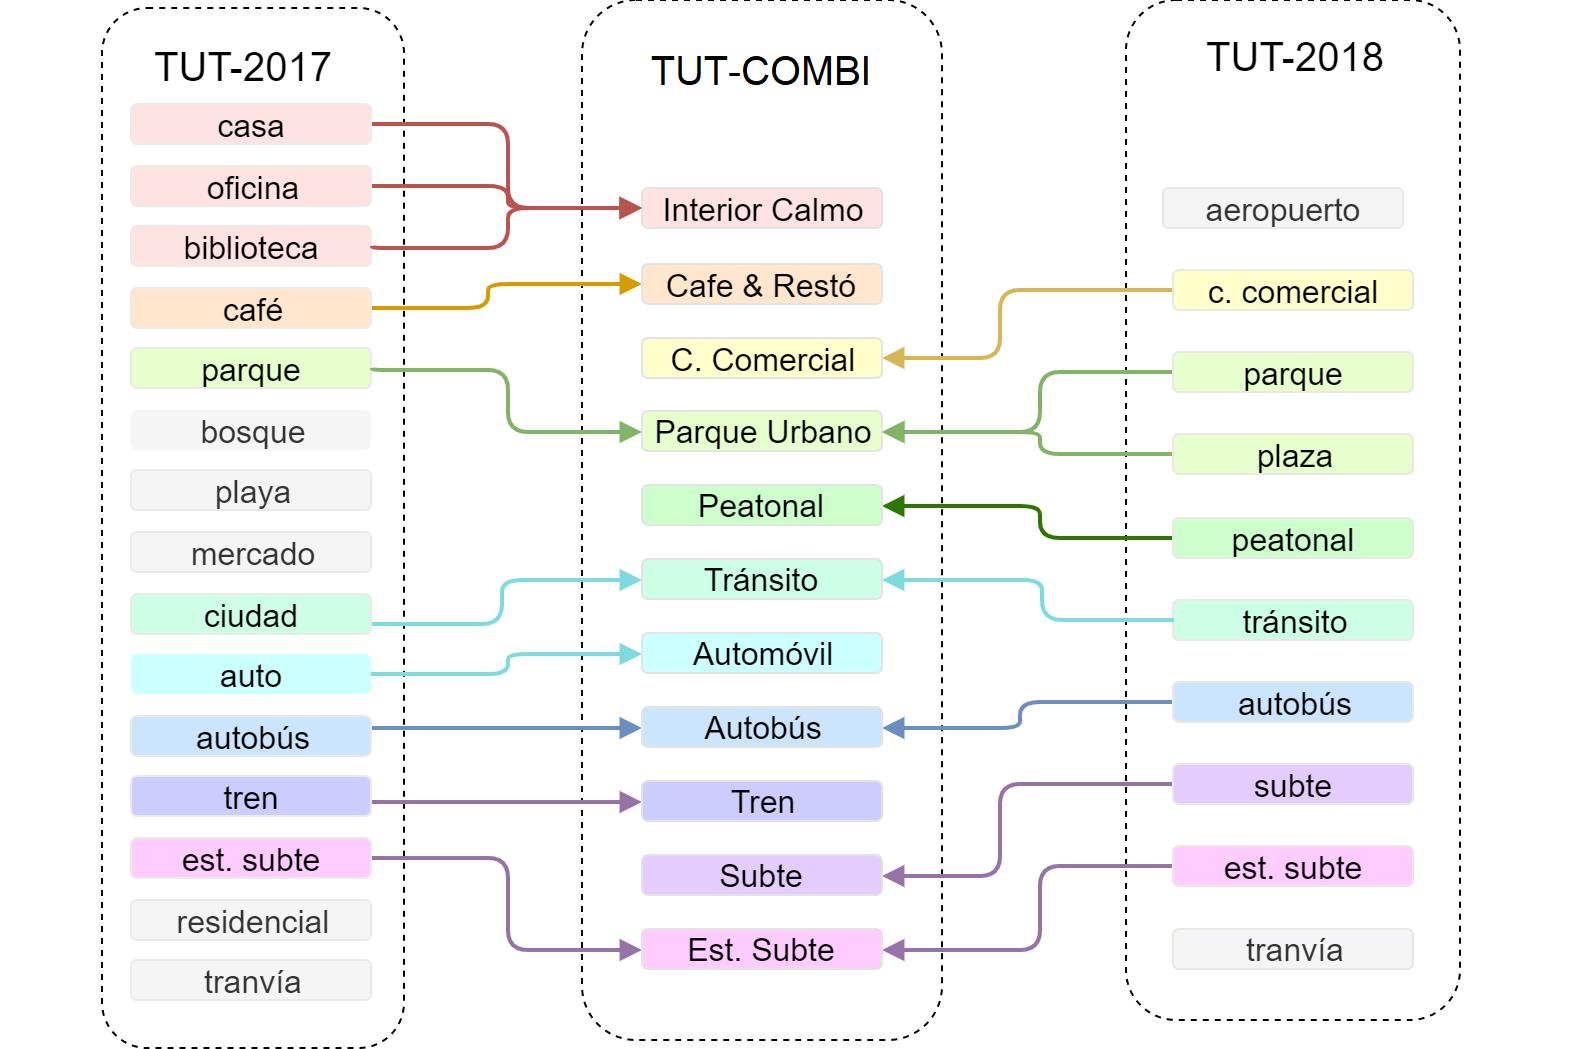 TUT-2017
casa
oficina
biblioteca
café
parque
bosque
playa
mercado
ciudad
auto
autobús
tren
est. subte
residencial
tranvía
TUT-COMBI
Interior Calmo
Cafe & Restó
C. Comercial
Parque Urbano
Peatonal
Tránsito
Automóvil
Autobús
Tren
Subte
Est. Subte
TUT-2018
aeropuerto
c. comercial
parque
plaza
peatonal
tránsito
autobús
subte
est. subte
tranvía